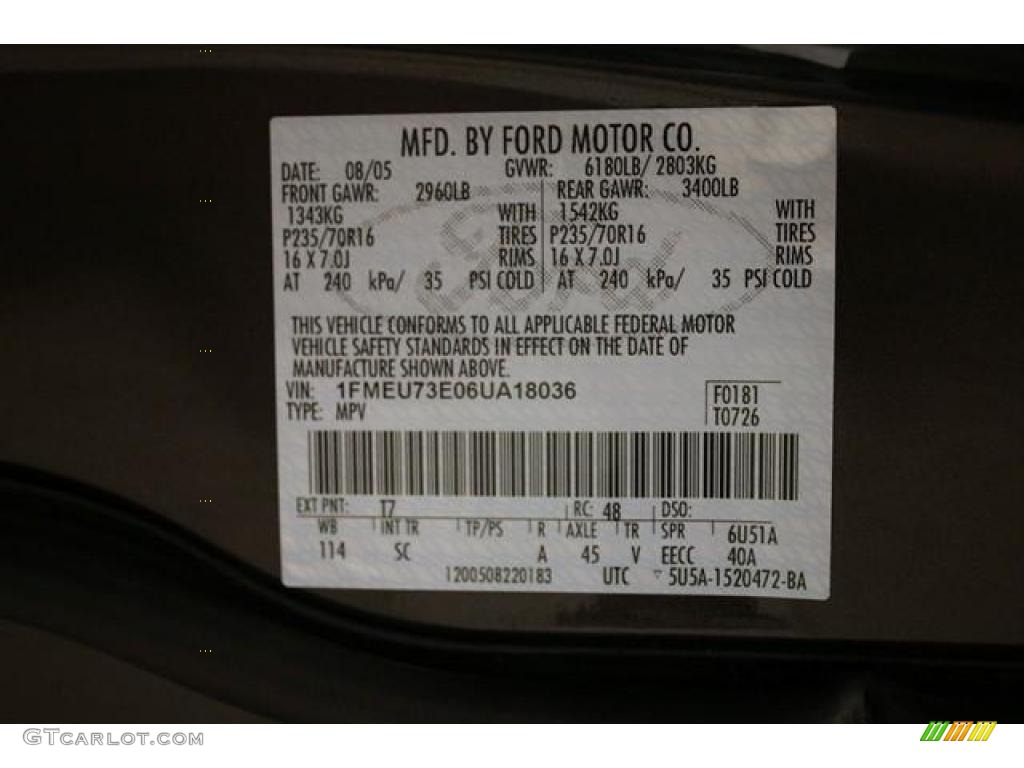 MFD. BY FORD MOTOR CO.
DATE: 08/05 GVWR: 6180LB/ 2803KG
FRONT GAWR: 2960LB REAR GAWR: 3400LB
1343KG WITH 1542KG WITH
P235/70R16 TIRES P235/70R16 TIRES
16 X 7.0J RIMS 16 X 7.0J RIMS
AT 240 kPa/ 35 PSI COLD AT 240 kPa/ 35 PSI COLD
Ford
THIS VEHICLE CONFORMS TO ALL APPLICABLE FEDERAL MOTOR
VEHICLE SAFETY STANDARDS IN EFFECT ON THE DATE OF
MANUFACTURE SHOWN ABOVE.
VIN: 1FMEU73E06UA18036 F0181
TYPE: MPV T0726
EXT PNT: T7 RC: 48 DSO:
WB INT TR TP/PS R AXLE TR SPR 6U51A
114 SC A 45 V EECC 40A
1200508220183 UTC ▽ 5U5A-1520472-BA
GTCarlot.com